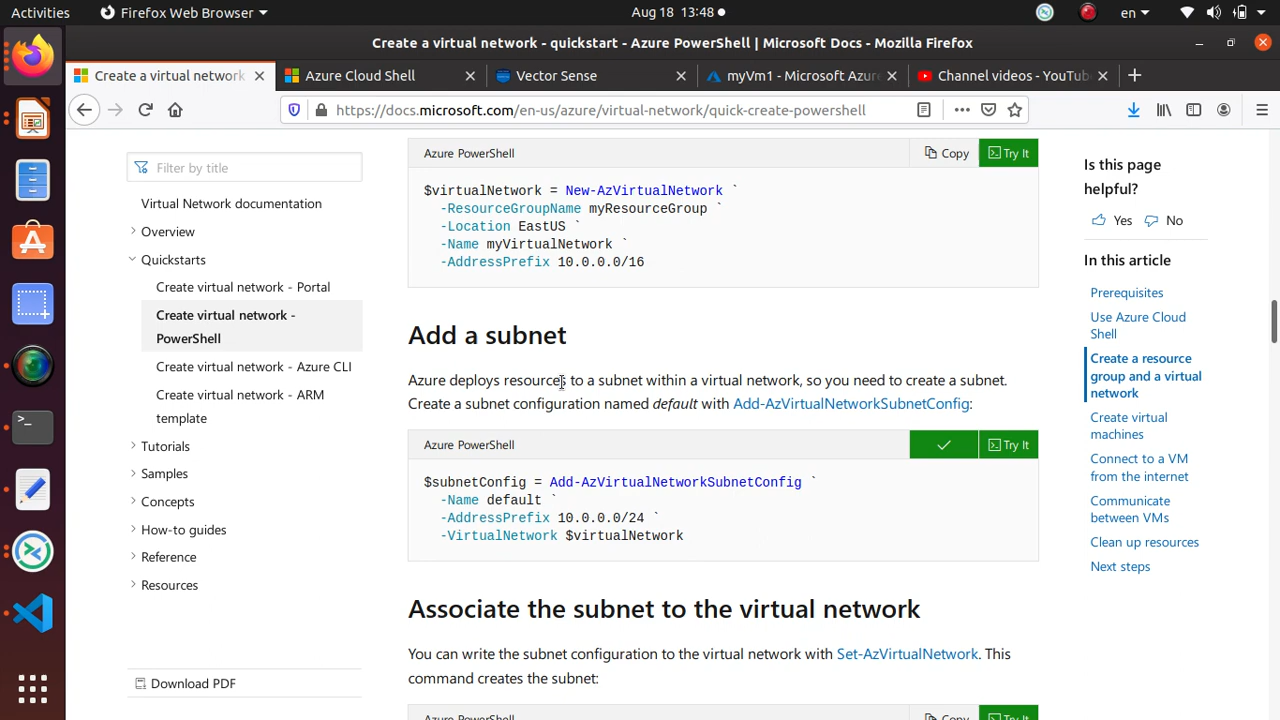 Activities
Firefox Web Browser
Aug 18 13:48
en
Create a virtual network - quickstart - Azure PowerShell | Microsoft Docs - Mozilla Firefox
Create a virtual network
Azure Cloud Shell
Vector Sense
myVm1 - Microsoft Azure
Channel videos - YouTube
https://docs.microsoft.com/en-us/azure/virtual-network/quick-create-powershell
Filter by title
Virtual Network documentation
Overview
Quickstarts
Create virtual network - Portal
Create virtual network -
PowerShell
Create virtual network - Azure CLI
Create virtual network - ARM
template
Tutorials
Samples
Concepts
How-to guides
Reference
Resources
Download PDF
Azure PowerShell
Copy
Try It
$virtualNetwork = New-AzVirtualNetwork `
-ResourceGroupName myResourceGroup `
-Location EastUS `
-Name myVirtualNetwork `
-AddressPrefix 10.0.0.0/16
Add a subnet
Azure deploys resources to a subnet within a virtual network, so you need to create a subnet.
Create a subnet configuration named default with Add-AzVirtualNetworkSubnetConfig:
Azure PowerShell
Try It
$subnetConfig = Add-AzVirtualNetworkSubnetConfig `
-Name default `
-AddressPrefix 10.0.0.0/24 `
-VirtualNetwork $virtualNetwork
Associate the subnet to the virtual network
You can write the subnet configuration to the virtual network with Set-AzVirtualNetwork. This
command creates the subnet:
Azure PowerShell
Copy
Try It
Is this page
helpful?
Yes
No
In this article
Prerequisites
Use Azure Cloud
Shell
Create a resource
group and a virtual
network
Create virtual
machines
Connect to a VM
from the internet
Communicate
between VMs
Clean up resources
Next steps